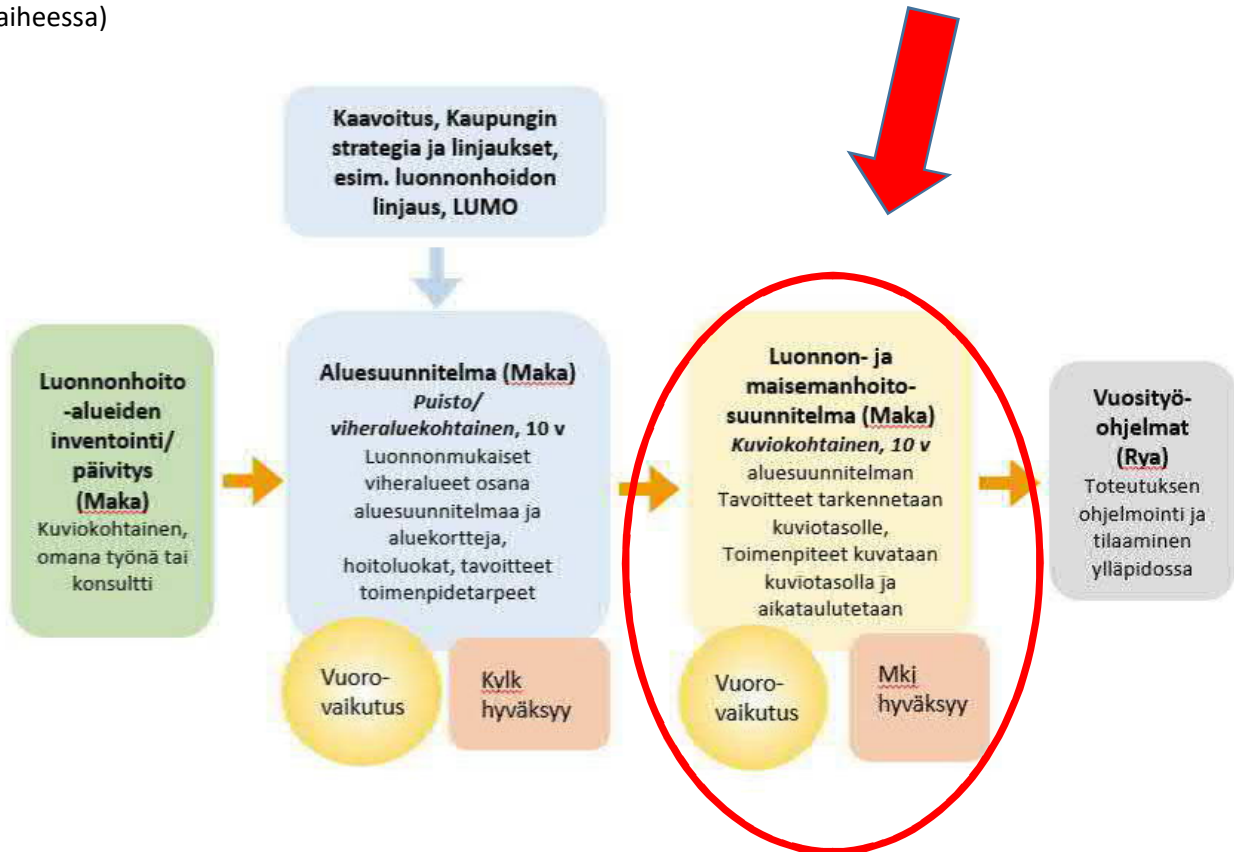 aiheessa)
Kaavoitus, Kaupungin
strategia ja linjaukset,
esim. luonnonhoidon
linjaus, LUMO
Luonnonhoito
-alueiden
inventointi/
päivitys
(Maka)
Kuviokohtainen,
omana työnä tai
konsultti
Aluesuunnitelma (Maka)
Puisto/
viheraluekohtainen, 10 v
Luonnonmukaiset
viheralueet osana
aluesuunnitelmaa ja
aluekortteja,
hoitoluokat, tavoitteet
toimenpidetarpeet
Vuoro-
vaikutus
Kylk
hyväksyy
Luonnon- ja
maisemanhoito-
suunnitelma (Maka)
Kuviokohtainen, 10 v
aluesuunnitelman
Tavoitteet tarkennetaan
kuviotasolle,
Toimenpiteet kuvataan
kuviotasolla ja
aikataulutetaan
Vuoro-
vaikutus
Mkj
hyväksyy
Vuosityö-
ohjelmat
(Rya)
Toteutuksen
ohjelmointi ja
tilaaminen
ylläpidossa